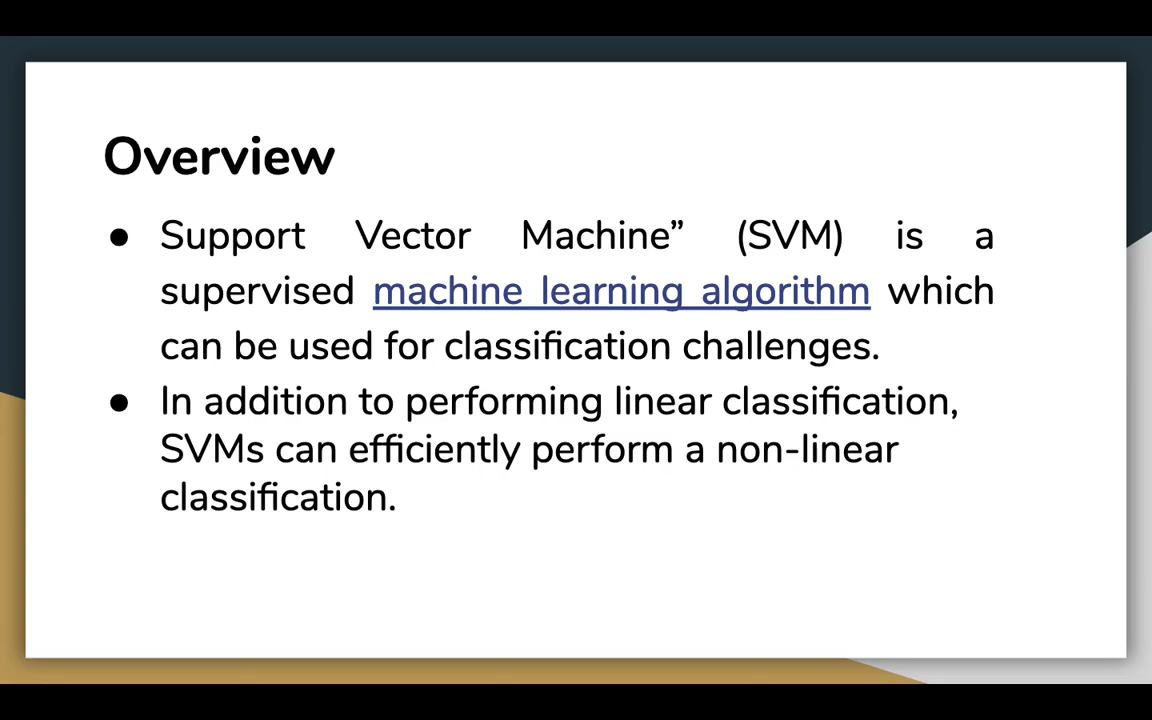 Overview
● Support Vector Machine” (SVM) is a
supervised machine learning algorithm which
can be used for classification challenges.
● In addition to performing linear classification,
SVMs can efficiently perform a non-linear
classification.